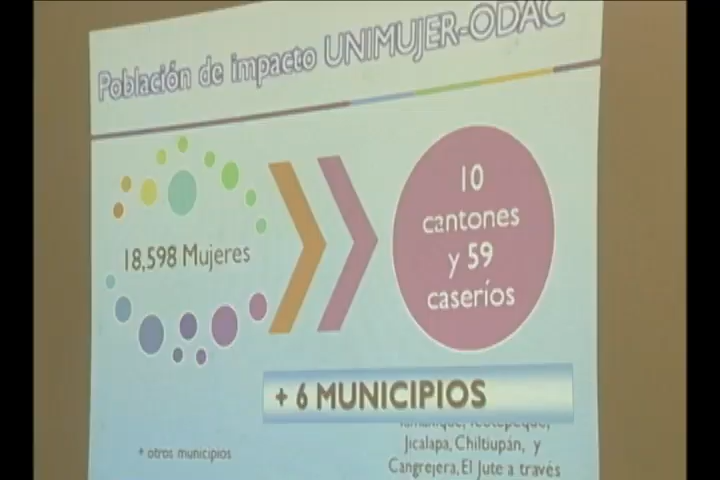 Población de impacto UNIMUJER-ODAC
18,598 Mujeres
10
cantones
y 59
caseríos
+ 6 MUNICIPIOS
Jicalapa, Chiltiupán, y
+ otros municipios
Cangrejera, El Jute a través